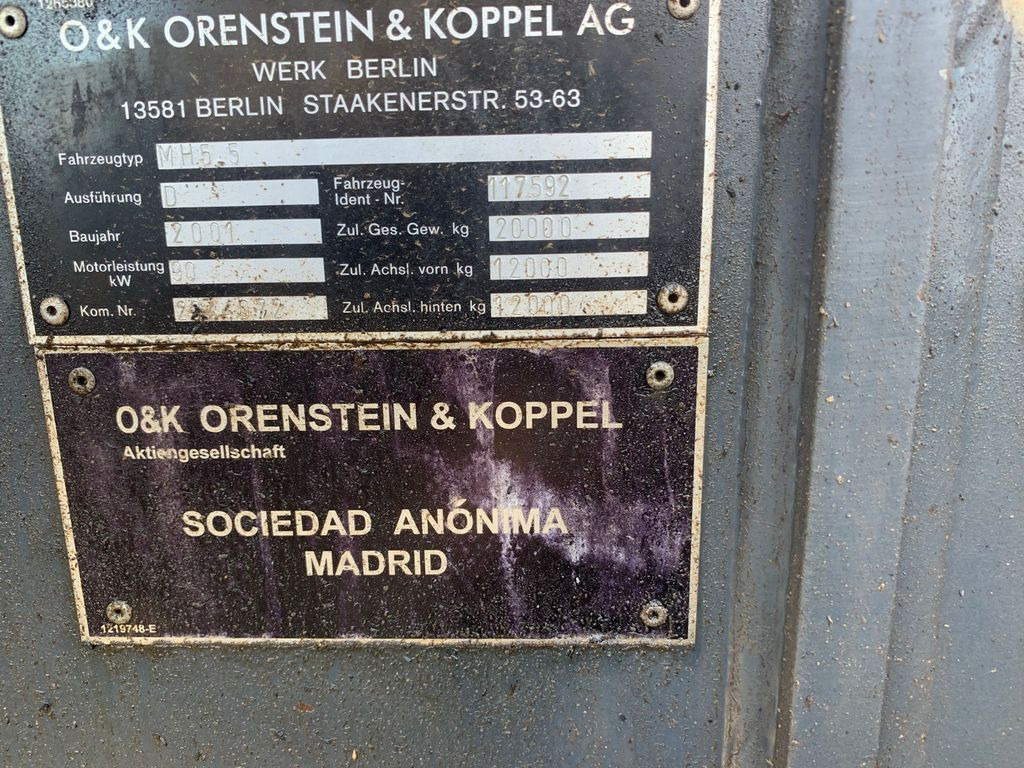 O&K ORENSTEIN & KOPPEL AG
WERK BERLIN
13581 BERLIN STAAKENERSTR. 53-63
Fahrzeugtyp MH5.5
Ausführung D Fahrzeug-Ident - Nr. 117592
Baujahr 2001 Zul. Ges. Gew. kg 20000
Motorleistung kW 90 Zul. Achsl. vorn kg 12000
Kom. Nr. Zul. Achsl. hinten kg 12000
O&K ORENSTEIN & KOPPEL
Aktiengesellschaft
SOCIEDAD ANÓNIMA
MADRID
1219748-E